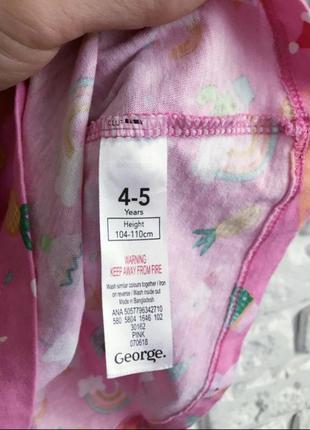 4-5
Years
Height
104-110cm
WARNING
KEEP AWAY FROM FIRE
Wash similar colours together / Iron
on reverse / Wash inside out
Made in Bangladesh
ANA 5057796342710
580 5804 1646 102
30162
PINK
070618
George.